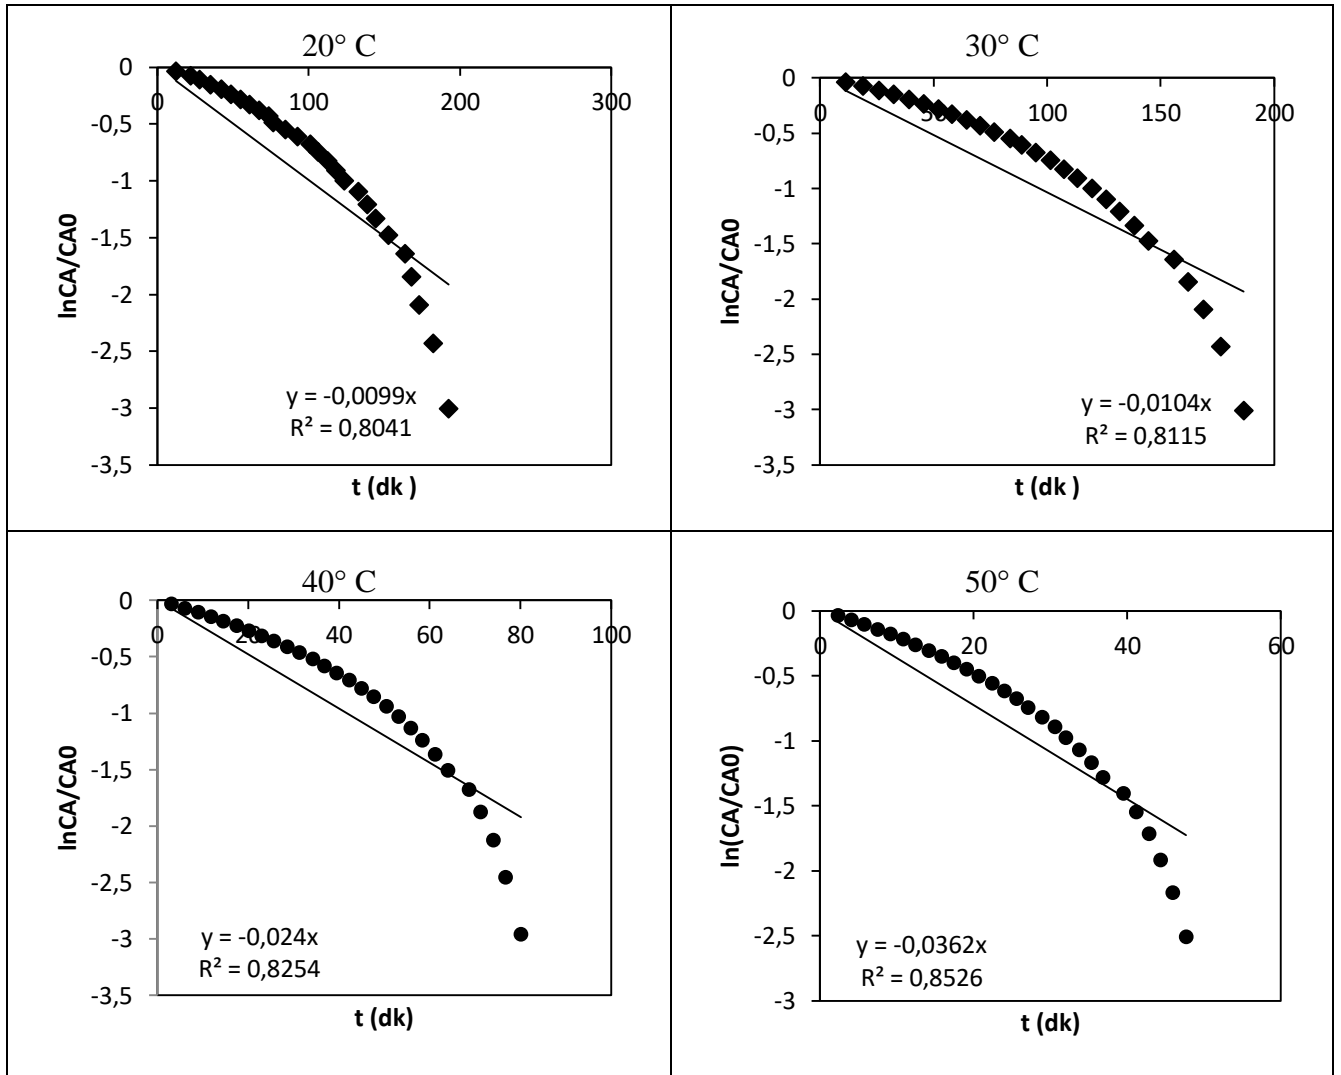 20° C
0
-0,5
-1
-1,5
-2
-2,5
-3
-3,5
0
100
200
300
lnCA/CA0
y = -0,0099x
R² = 0,8041
t (dk )
30° C
0
-0,5
-1
-1,5
-2
-2,5
-3
-3,5
0
50
100
150
200
lnCA/CA0
y = -0,0104x
R² = 0,8115
t (dk )
40° C
0
-0,5
-1
-1,5
-2
-2,5
-3
-3,5
0
20
40
60
80
100
lnCA/CA0
y = -0,024x
R² = 0,8254
t (dk)
50° C
0
-0,5
-1
-1,5
-2
-2,5
-3
0
20
40
60
ln(CA/CA0)
y = -0,0362x
R² = 0,8526
t (dk)